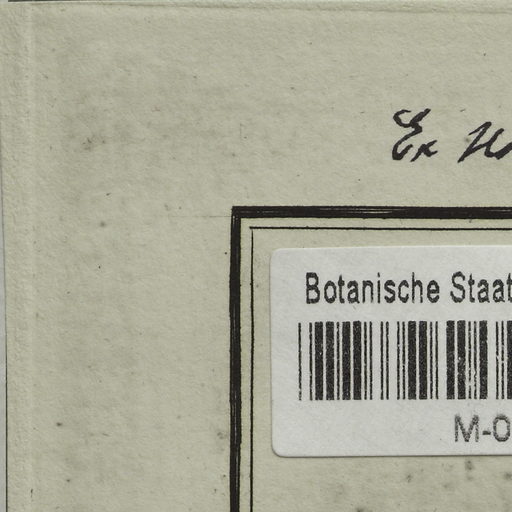 Ex
Botanische Staat
M-0